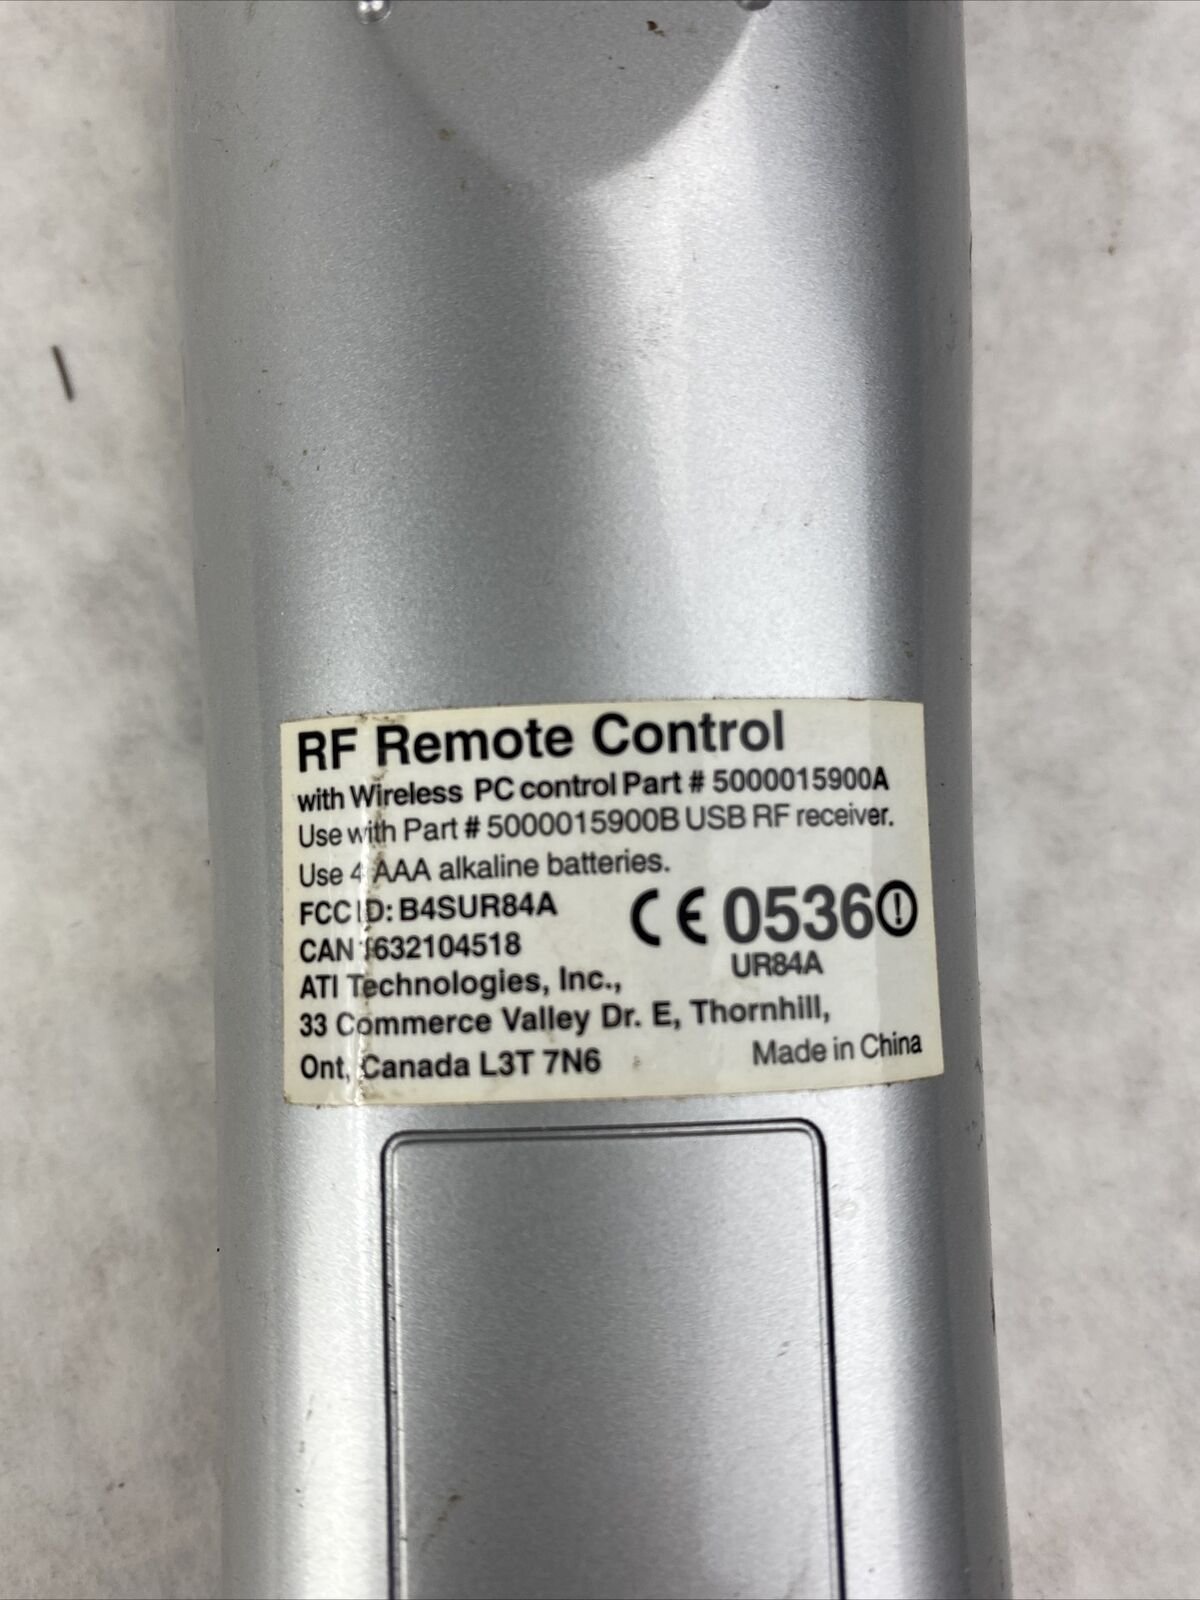 RF Remote Control
with Wireless PC control Part # 5000015900A
Use with Part # 5000015900B USB RF receiver.
Use 4 AAA alkaline batteries.
FCC ID: B4SUR84A
CE 0536
CAN 1632104518
UR84A
ATI Technologies, Inc.,
33 Commerce Valley Dr. E, Thornhill,
Ont, Canada L3T 7N6
Made in China